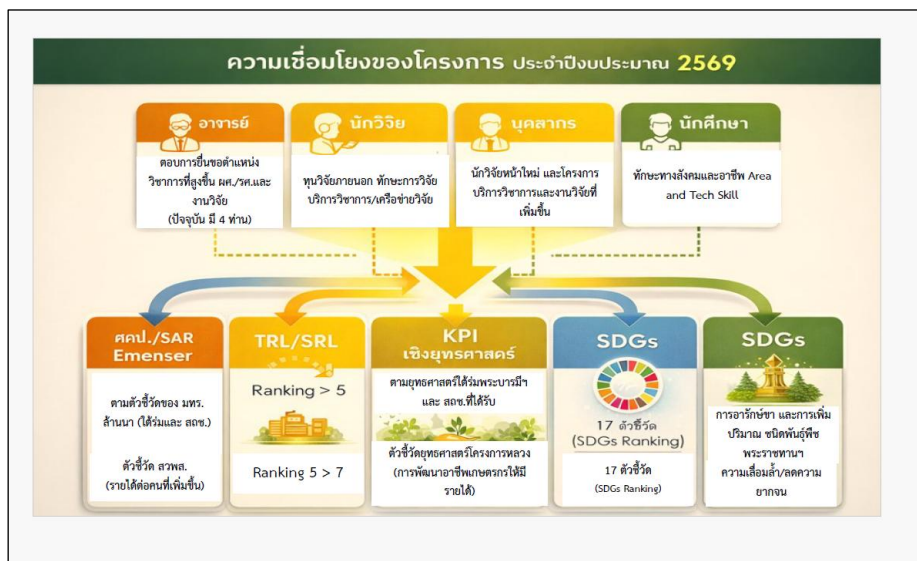 ความเชื่อมโยงของโครงการ ประจำปีงบประมาณ 2569
อาจารย์
ตอบการยื่นขอตำแหน่ง
วิชาการที่สูงขึ้น ผศ./รศ.และ
งานวิจัย
(ปัจจุบัน มี 4 ท่าน)
นักวิจัย
ทุนวิจัยภายนอก ทักษะการวิจัย
บริการวิชาการ/เครือข่ายวิจัย
นุคลากร
นักวิจัยหน้าใหม่ และโครงการ
บริการวิชาการและงานวิจัยที่
เพิ่มขึ้น
นักศึกษา
ทักษะทางสังคมและอาชีพ Area
and Tech Skill
ศดป./SAR
Emenser
ตามตัวชี้วัดของ มทร.
ล้านนา (ใต้ร่มและ สถช.)
ตัวชี้วัด สวพส.
(รายได้ต่อคนที่เพิ่มขึ้น)
TRL/SRL
Ranking > 5
Ranking 5 > 7
KPI
เชิงยุทธศาสตร์
ตามยุทธศาสตร์ใต้ร่มพระบารมีฯ
และ สถช.ที่ได้รับ
ตัวชี้วัดยุทธศาสตร์โครงการหลวง
(การพัฒนาอาชีพเกษตรกรให้มี
รายได้)
SDGs
17 ตัวชี้วัด
(SDGs Ranking)
17 ตัวชี้วัด
(SDGs Ranking)
SDGs
การอารักษ์ขา และการเพิ่ม
ปริมาณ ชนิดพันธุ์พืช
พระราชทานฯ
ความเลื่อมล้ำ/ลดความ
ยากจน